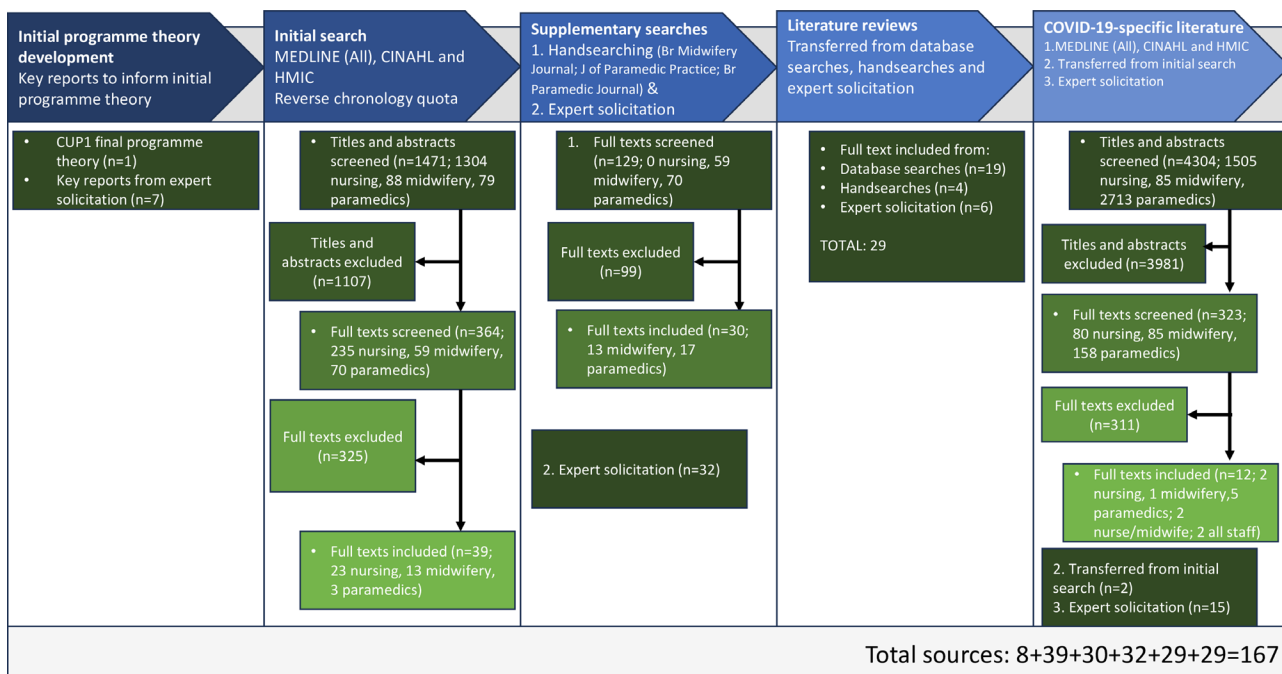 Initial programme theory
development
Key reports to inform initial
programme theory
Initial search
MEDLINE (All), CINAHL and
HMIC
Reverse chronology quota
Supplementary searches
1. Handsearching (Br Midwifery
Journal; J of Paramedic Practice; Br
Paramedic Journal) &
2. Expert solicitation
Literature reviews
Transferred from database
searches, handsearches and
expert solicitation
COVID-19-specific literature
1.MEDLINE (All), CINAHL and HMIC
2. Transferred from initial search
3. Expert solicitation
• CUP1 final programme
theory (n=1)
• Key reports from expert
solicitation (n=7)
• Titles and abstracts
screened (n=1471; 1304
nursing, 88 midwifery, 79
paramedics)
Titles and
abstracts excluded
(n=1107)
• Full texts screened (n=364;
235 nursing, 59 midwifery,
70 paramedics)
Full texts excluded
(n=325)
• Full texts included (n=39;
23 nursing, 13 midwifery,
3 paramedics)
1. Full texts screened
(n=129; 0 nursing, 59
midwifery, 70
paramedics)
Full texts excluded
(n=99)
• Full texts included (n=30;
13 midwifery, 17
paramedics)
2. Expert solicitation (n=32)
• Full text included from:
• Database searches (n=19)
• Handsearches (n=4)
• Expert solicitation (n=6)
TOTAL: 29
• Titles and abstracts
screened (n=4304; 1505
nursing, 85 midwifery,
2713 paramedics)
Titles and abstracts
excluded (n=3981)
• Full texts screened (n=323;
80 nursing, 85 midwifery,
158 paramedics)
Full texts excluded
(n=311)
• Full texts included (n=12; 2
nursing, 1 midwifery,5
paramedics; 2
nurse/midwife; 2 all staff)
2. Transferred from initial
search (n=2)
3. Expert solicitation (n=15)
Total sources: 8+39+30+32+29+29=167